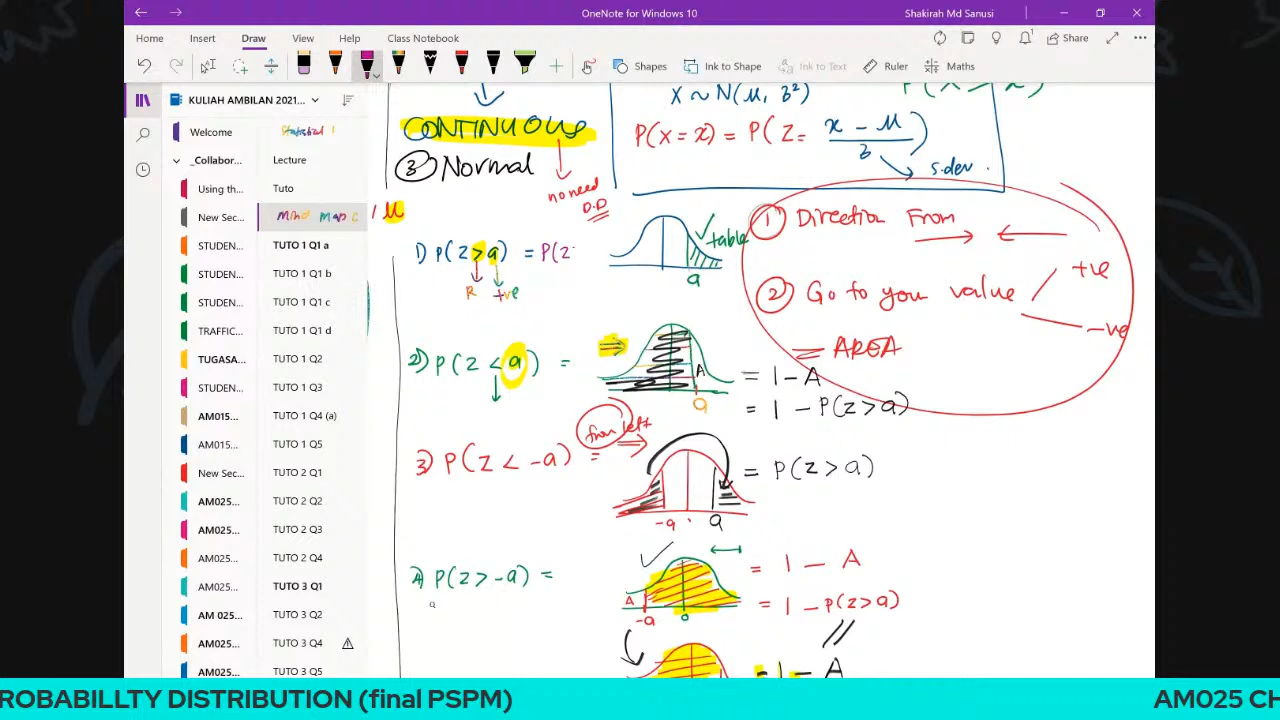 OneNote for Windows 10
Shakirah Md Sanusi
Home Insert Draw View Help Class Notebook
Share
Shapes Ink to Shape Ink to Text Ruler Maths
KULIAH AMBILAN 2021...
Welcome
_Collabor...
Using th...
New Sec...
STUDEN...
STUDEN...
STUDEN...
TRAFFIC...
TUGASA...
STUDEN...
AM015...
AM015...
New Sec...
AM025...
AM025...
AM025...
AM025...
AM 025...
AM025...
AM025...
Lecture
Tuto
Mind Map C
TUTO 1 Q1 a
TUTO 1 Q1 b
TUTO 1 Q1 c
TUTO 1 Q1 d
TUTO 1 Q2
TUTO 1 Q3
TUTO 1 Q4 (a)
TUTO 1 Q5
TUTO 2 Q1
TUTO 2 Q2
TUTO 2 Q3
TUTO 2 Q4
TUTO 3 Q1
TUTO 3 Q2
TUTO 3 Q4
TUTO 3 Q5
CONTINUOUS
③ Normal
no need
D.D
P(X = x) = P(Z = x - μ
s.dev.
① Direction From → ←
② Go to you value +ve
-ve
= AREA
1) P(Z > a) = P(Z
R +ve
table
a
2) P(Z < a) =
A
a
= 1 - A
= 1 - P(Z > a)
from left
3) P(Z < -a) =
-a a
= P(Z > a)
4) P(Z > -a) =
A
-a 0
= 1 - A
= 1 - P(Z > a)
= 1 - A
ROBABILLTY DISTRIBUTION (final PSPM)
AM025 CH